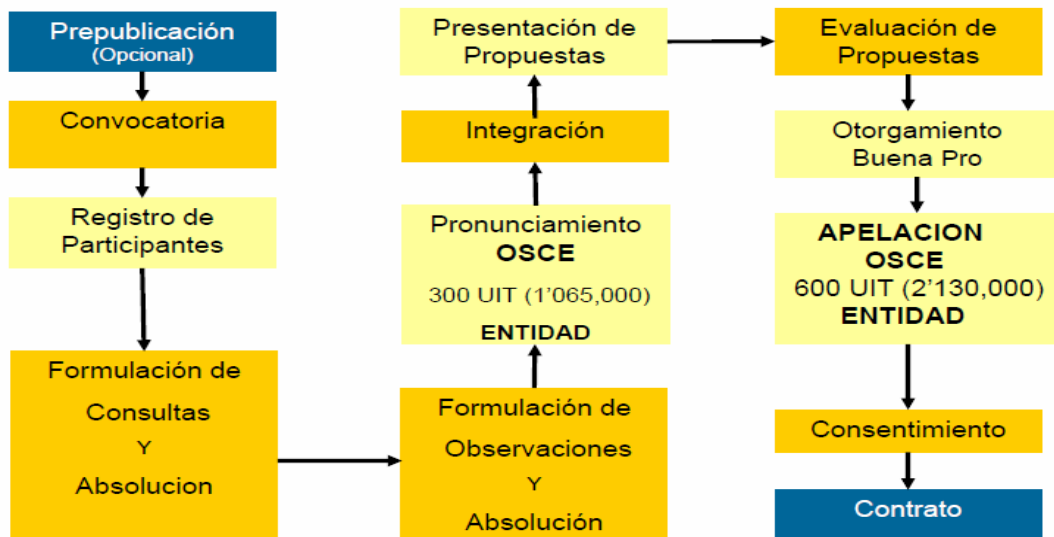 Prepublicación
(Opcional)
Convocatoria
Registro de
Participantes
Formulación de
Consultas
Y
Absolucion
Formulación de
Observaciones
Y
Absolución
Pronunciamiento
OSCE
300 UIT (1’065,000)
ENTIDAD
Integración
Presentación de
Propuestas
Evaluación de
Propuestas
Otorgamiento
Buena Pro
APELACION
OSCE
600 UIT (2’130,000)
ENTIDAD
Consentimiento
Contrato